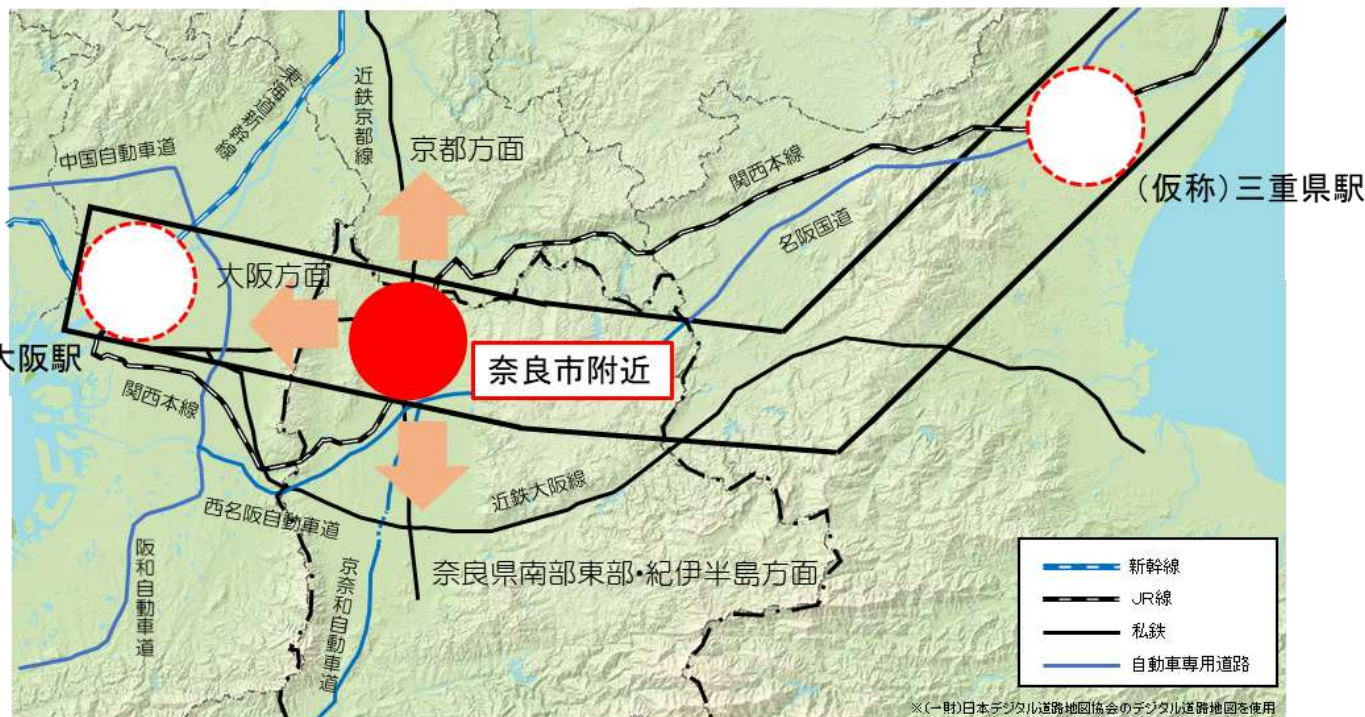 東海道新幹線
近鉄京都線
中国自動車道
京都方面
関西本線
(仮称)三重県駅
名阪国道
大阪方面
大阪駅
奈良市附近
関西本線
近鉄大阪線
西名阪自動車道
阪和自動車道
京奈和自動車道
奈良県南部東部・紀伊半島方面
新幹線
JR線
私鉄
自動車専用道路
※(一財)日本デジタル道路地図協会のデジタル道路地図を使用